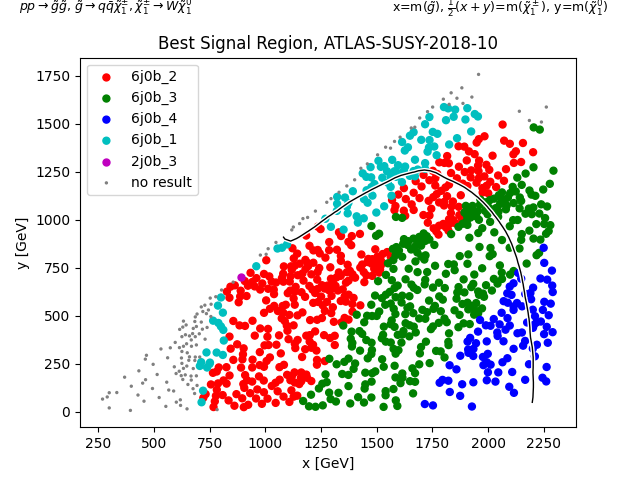 pp → g̃g̃, g̃ → qq̄χ̃₁±, χ̃₁± → Wχ̃₁⁰
x=m(g̃), ½(x + y)=m(χ̃₁±), y=m(χ̃₁⁰)
Best Signal Region, ATLAS-SUSY-2018-10
6j0b_2
6j0b_3
6j0b_4
6j0b_1
2j0b_3
no result
y [GeV]
1750
1500
1250
1000
750
500
250
0
250 500 750 1000 1250 1500 1750 2000 2250
x [GeV]